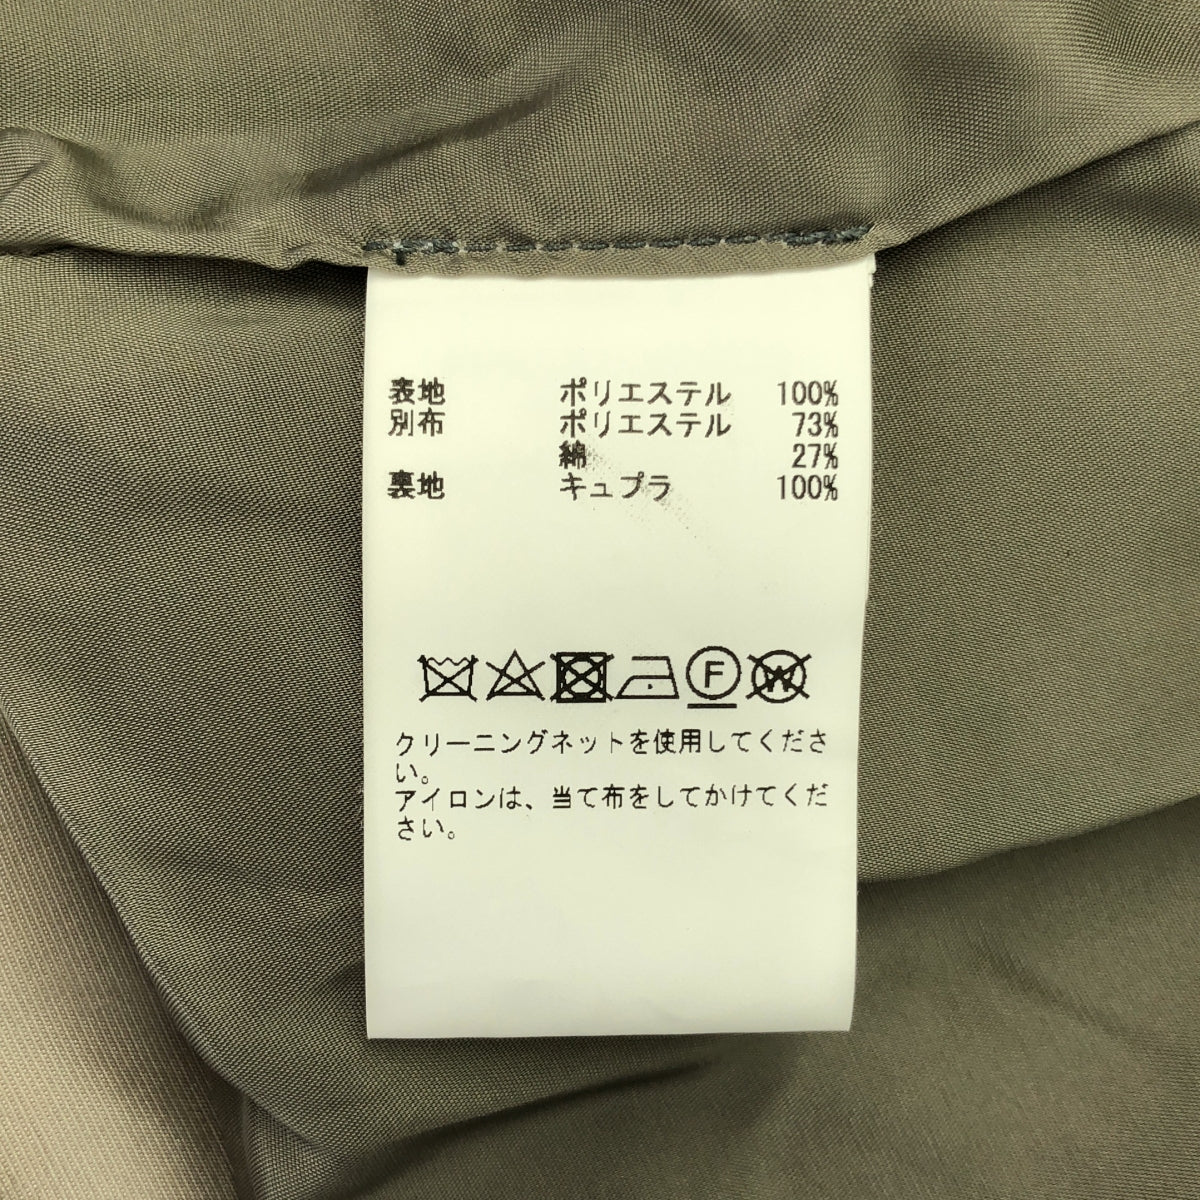 表地 ポリエステル 100%
別布 ポリエステル 73%
綿 27%
裏地 キュプラ 100%
F W
クリーニングネットを使用してくださ
い。
アイロンは、当て布をしてかけてくだ
さい。